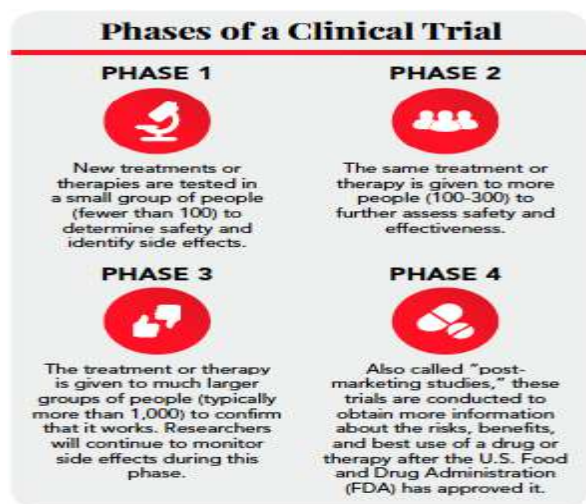 Phases of a Clinical Trial
PHASE 1
New treatments or
therapies are tested in
a small group of people
(fewer than 100) to
determine safety and
identify side effects.
PHASE 2
The same treatment or
therapy is given to more
people (100-300) to
further assess safety and
effectiveness.
PHASE 3
The treatment or therapy
is given to much larger
groups of people (typically
more than 1,000) to confirm
that it works. Researchers
will continue to monitor
side effects during this
phase.
PHASE 4
Also called “post-
marketing studies,” these
trials are conducted to
obtain more information
about the risks, benefits,
and best use of a drug or
therapy after the U.S. Food
and Drug Administration
(FDA) has approved it.